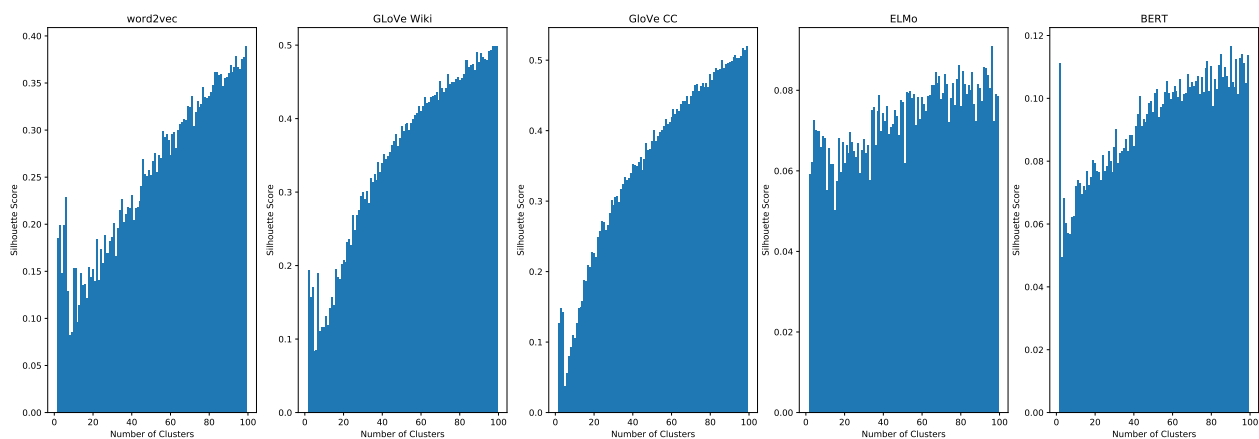 word2vec
0.00
0.05
0.10
0.15
0.20
0.25
0.30
0.35
0.40
Silhouette Score
0 20 40 60 80 100
Number of Clusters
GLoVe Wiki
0.0
0.1
0.2
0.3
0.4
0.5
Silhouette Score
0 20 40 60 80 100
Number of Clusters
GloVe CC
0.0
0.1
0.2
0.3
0.4
0.5
Silhouette Score
0 20 40 60 80 100
Number of Clusters
ELMo
0.00
0.02
0.04
0.06
0.08
Silhouette Score
0 20 40 60 80 100
Number of Clusters
BERT
0.00
0.02
0.04
0.06
0.08
0.10
0.12
Silhouette Score
0 20 40 60 80 100
Number of Clusters